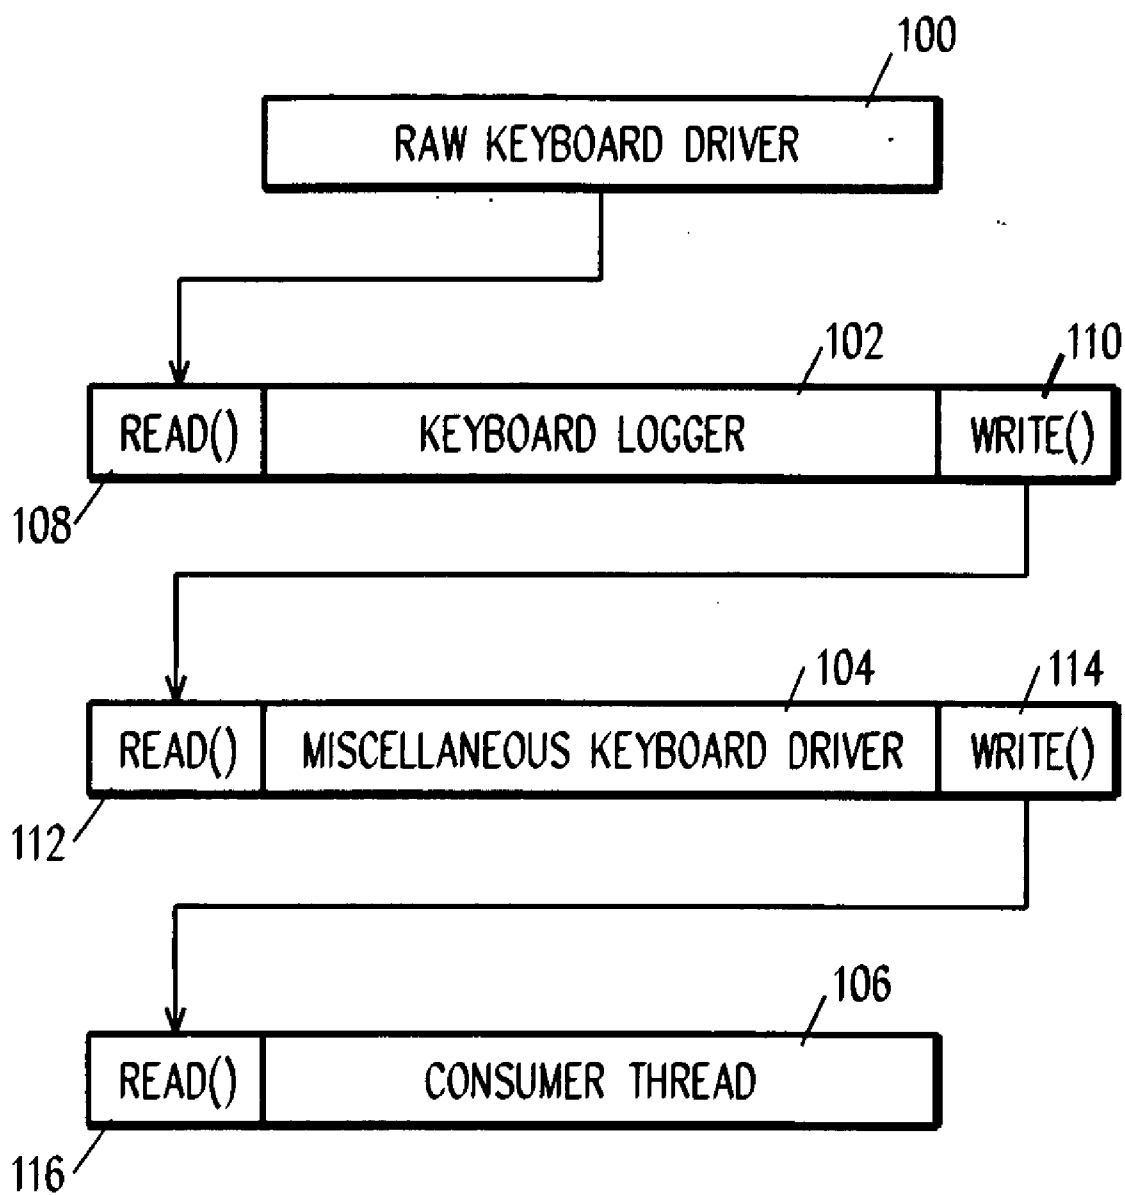 100
RAW KEYBOARD DRIVER
102
110
READ()
KEYBOARD LOGGER
WRITE()
108
104
114
READ()
MISCELLANEOUS KEYBOARD DRIVER
WRITE()
112
106
READ()
CONSUMER THREAD
116